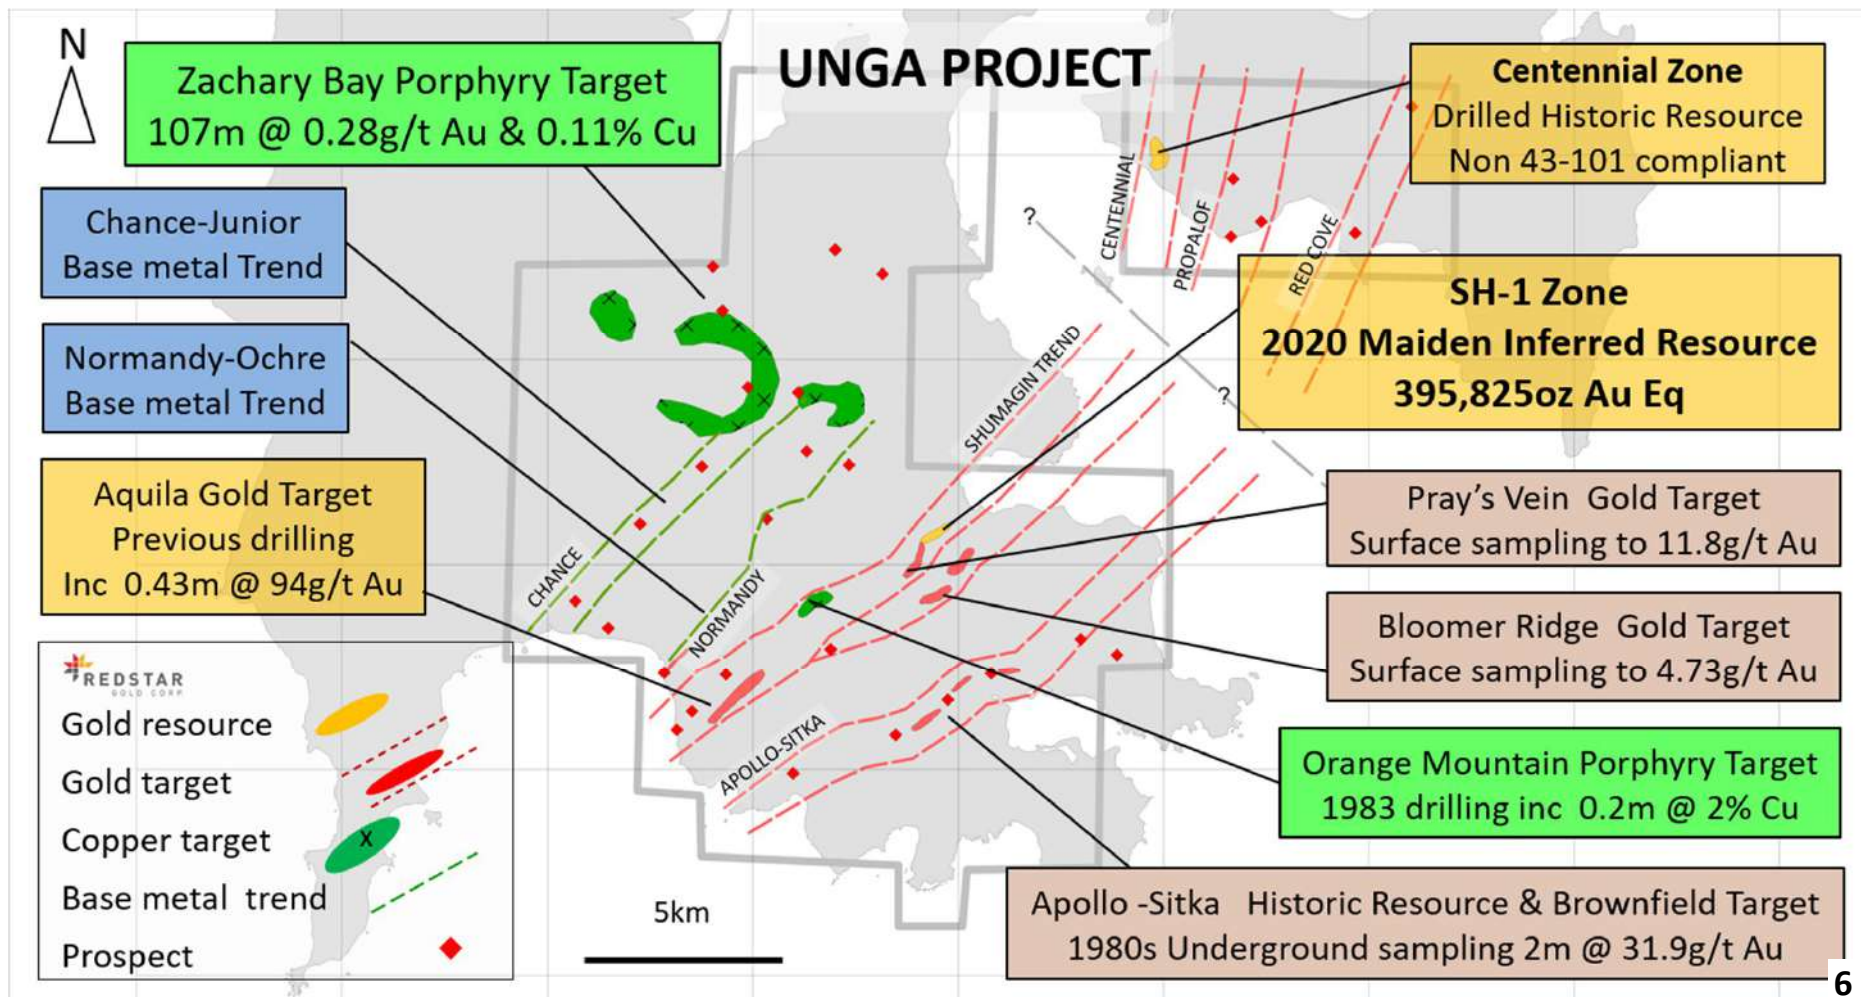 UNGA PROJECT
N
Zachary Bay Porphyry Target
107m @ 0.28g/t Au & 0.11% Cu
Centennial Zone
Drilled Historic Resource
Non 43-101 compliant
Chance-Junior
Base metal Trend
Normandy-Ochre
Base metal Trend
SH-1 Zone
2020 Maiden Inferred Resource
395,825oz Au Eq
Aquila Gold Target
Previous drilling
Inc 0.43m @ 94g/t Au
Pray’s Vein Gold Target
Surface sampling to 11.8g/t Au
Bloomer Ridge Gold Target
Surface sampling to 4.73g/t Au
Orange Mountain Porphyry Target
1983 drilling inc 0.2m @ 2% Cu
Apollo -Sitka Historic Resource & Brownfield Target
1980s Underground sampling 2m @ 31.9g/t Au
CENTENNIAL
PROPALOF
RED COVE
?
?
SHUMAGIN TREND
CHANCE
NORMANDY
APOLLO-SITKA
REDSTAR
GOLD CORP.
Gold resource
Gold target
Copper target
X
Base metal trend
Prospect
5km
6